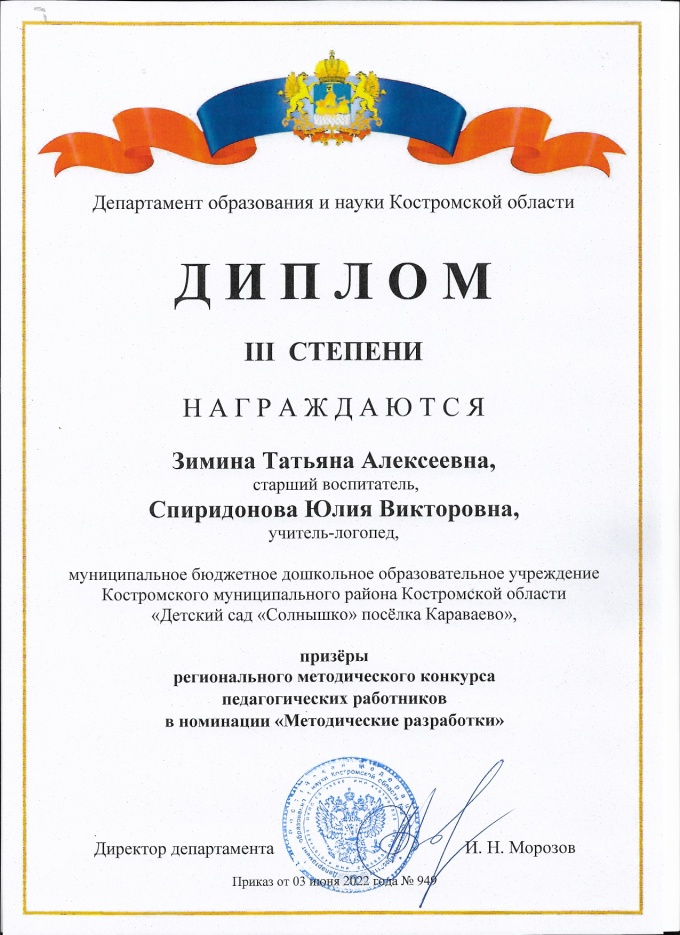 Департамент образования и науки Костромской области
ДИПЛОМ
III СТЕПЕНИ
НАГРАЖДАЮТСЯ
Зимина Татьяна Алексеевна,
старший воспитатель,
Спиридонова Юлия Викторовна,
учитель-логопед,
муниципальное бюджетное дошкольное образовательное учреждение
Костромского муниципального района Костромской области
«Детский сад «Солнышко» посёлка Караваево»,
призёры
регионального методического конкурса
педагогических работников
в номинации «Методические разработки»
Директор департамента И. Н. Морозов
Приказ от 03 июня 2022 года № 949